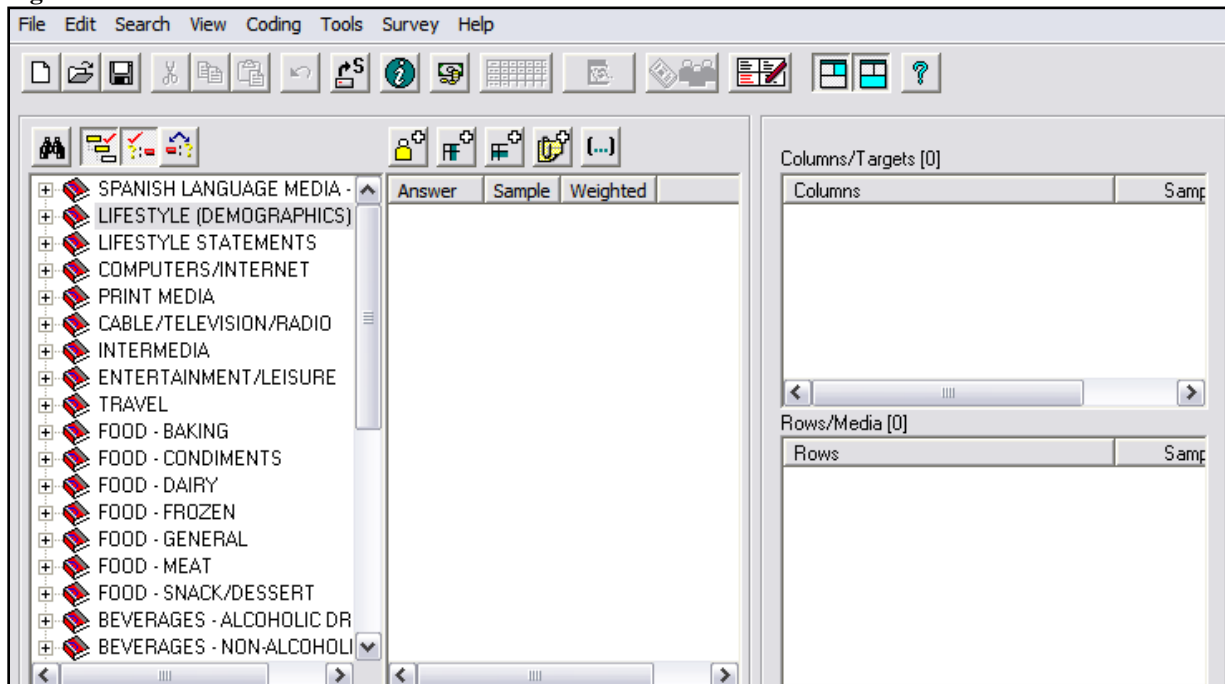 File Edit Search View Coding Tools Survey Help
Columns/Targets [0]
Answer Sample Weighted
Columns Samp
SPANISH LANGUAGE MEDIA -
LIFESTYLE (DEMOGRAPHICS)
LIFESTYLE STATEMENTS
COMPUTERS/INTERNET
PRINT MEDIA
CABLE/TELEVISION/RADIO
INTERMEDIA
ENTERTAINMENT/LEISURE
TRAVEL
FOOD - BAKING
FOOD - CONDIMENTS
FOOD - DAIRY
FOOD - FROZEN
FOOD - GENERAL
FOOD - MEAT
FOOD - SNACK/DESSERT
BEVERAGES - ALCOHOLIC DR
BEVERAGES - NON-ALCOHOLI
Rows/Media [0]
Rows Samp